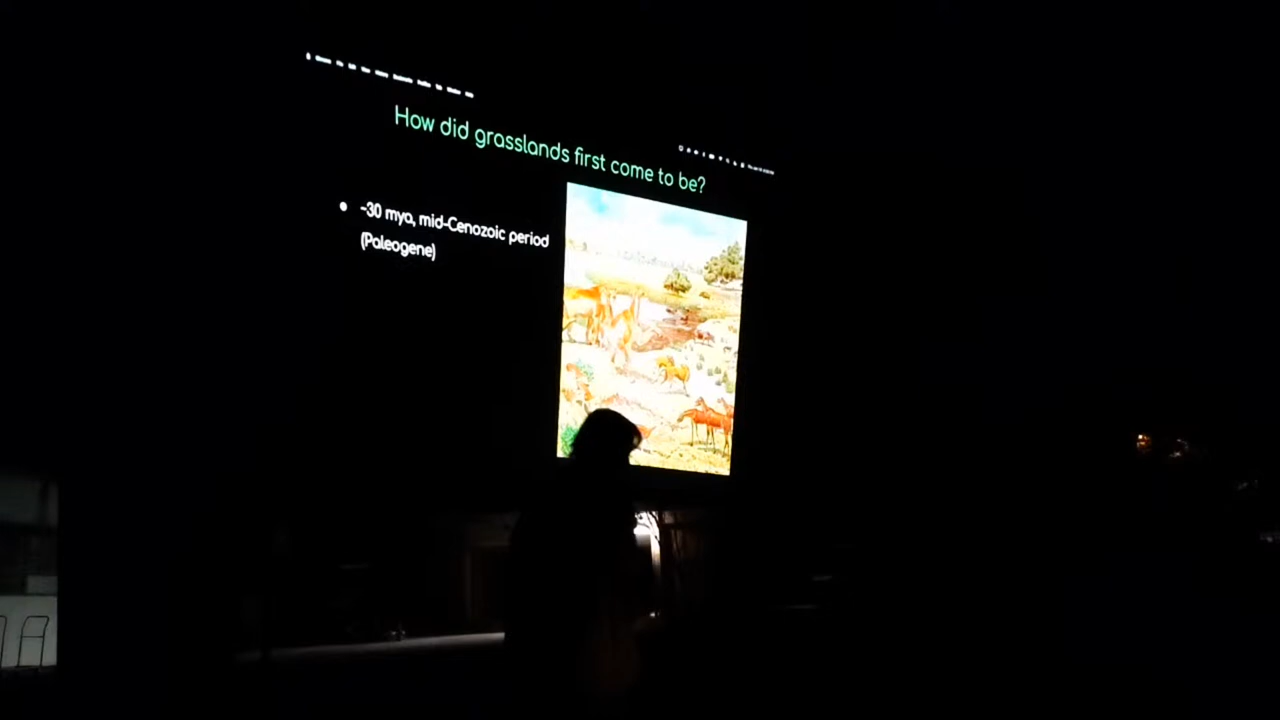 How did grasslands first come to be?
● ~30 mya, mid-Cenozoic period
(Paleogene)